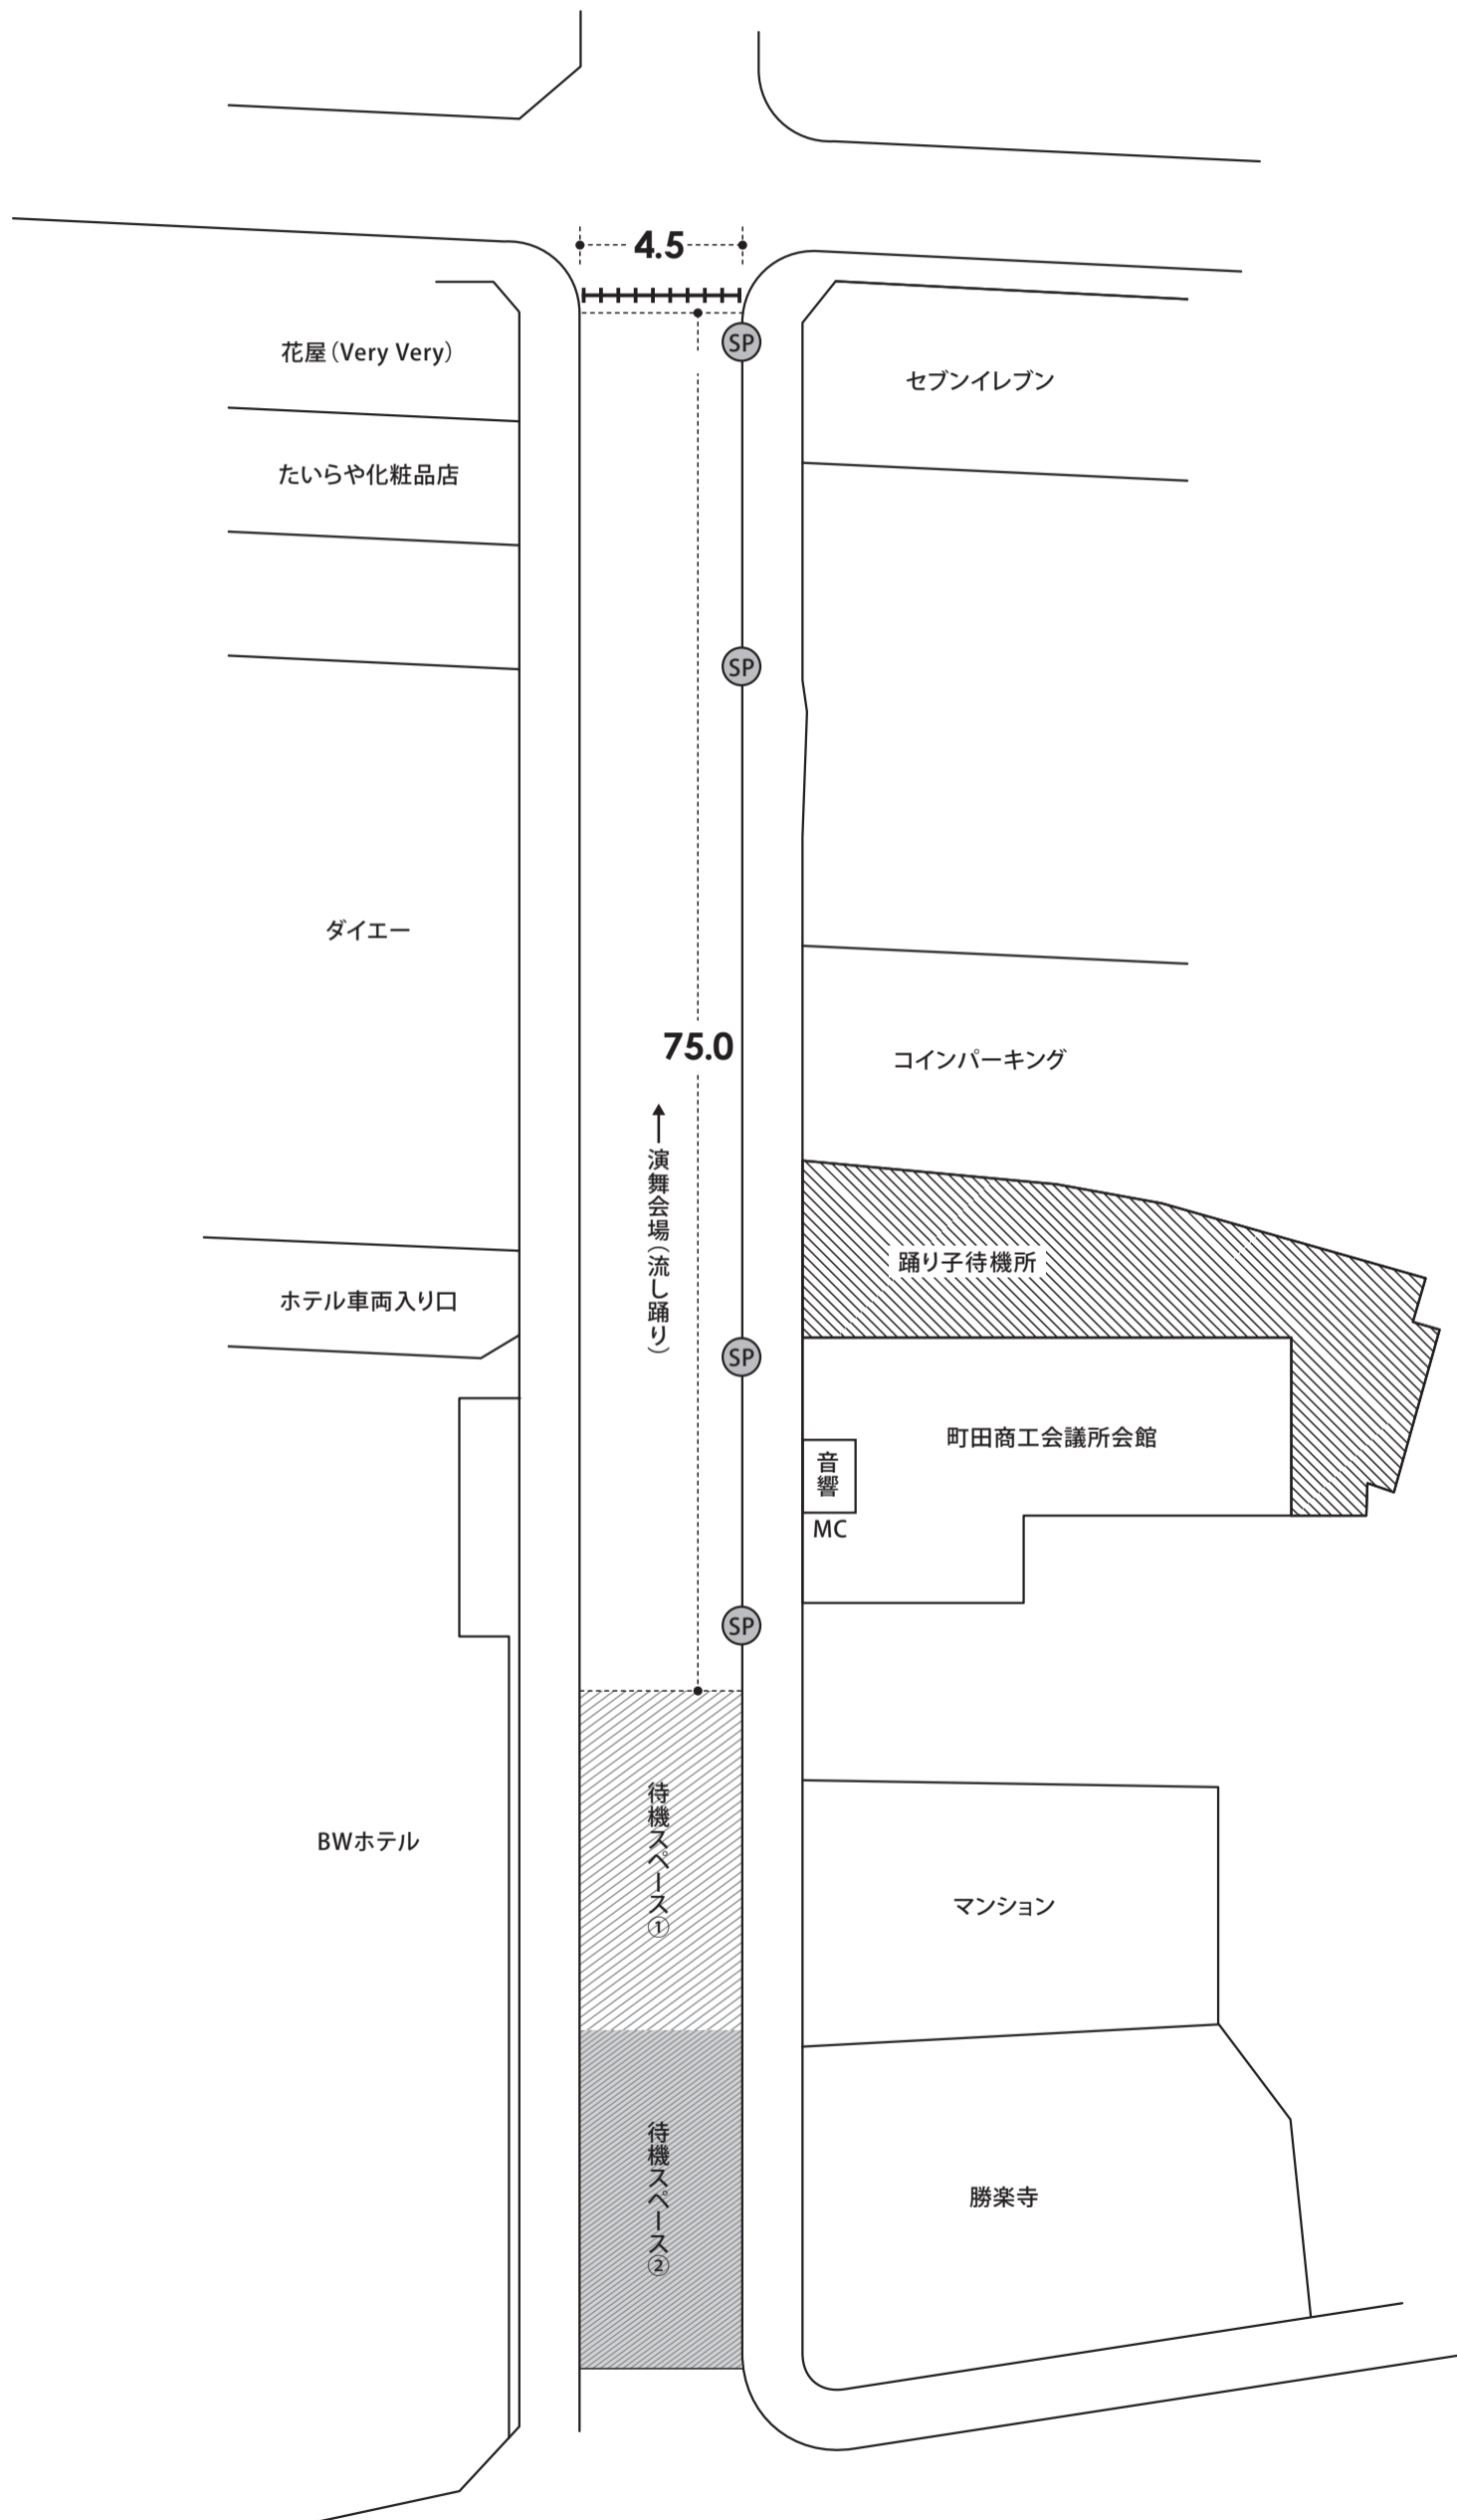 4.5
SP
花屋（Very Very）
セブンイレブン
たいらや化粧品店
SP
ダイエー
75.0
コインパーキング
演舞会場（流し踊り）
踊り子待機所
ホテル車両入り口
SP
町田商工会議所会館
音響
MC
SP
待機スペース①
BWホテル
マンション
待機スペース②
勝楽寺